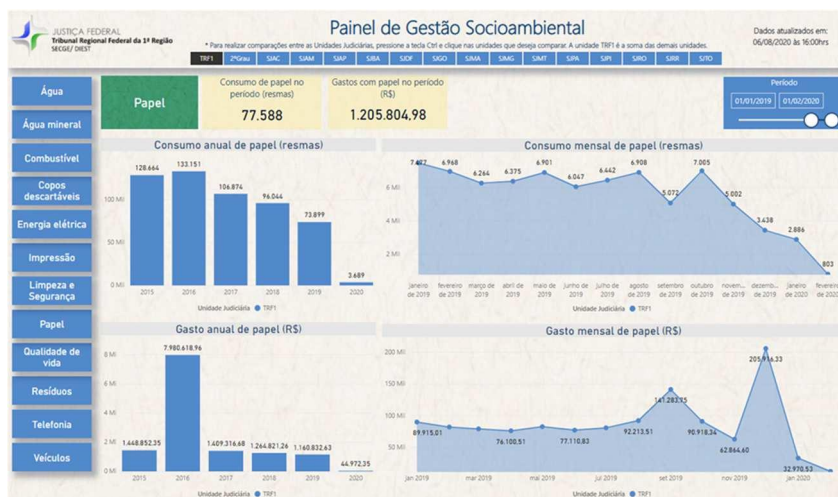 JUSTIÇA FEDERAL
Tribunal Regional Federal da 1ª Região
SECGE/ DIEST
Painel de Gestão Socioambiental
Dados atualizados em:
06/08/2020 às 16:00hrs
* Para realizar comparações entre as Unidades Judiciárias, pressione a tecla Ctrl e clique nas unidades que deseja comparar. A unidade TRF1 é a soma das demais unidades.
TRF1 2ºGrau SJAC SJAM SJAP SJBA SJDF SJGO SJMA SJMG SJMT SJPA SJPI SJRO SJRR SJTO
Água
Água mineral
Combustível
Copos
descartáveis
Energia elétrica
Impressão
Limpeza e
Segurança
Papel
Qualidade de
vida
Resíduos
Telefonia
Veículos
Papel
Consumo de papel no
período (resmas)
77.588
Gastos com papel no período
(R$)
1.205.804,98
Período
01/01/2019 01/02/2020
Consumo anual de papel (resmas)
128.664 133.151 106.874 96.044 73.899 3.689
100 Mil
50 Mil
0 Mil
2015 2016 2017 2018 2019 2020
Unidade Judiciária TRF1
Consumo mensal de papel (resmas)
6.968 6.264 6.375 6.901 6.047 6.442 6.908 5.072 7.005 5.002 3.438 2.886 803
6 Mil
4 Mil
2 Mil
Janeiro fevereiro março de abril de maio de Junho de Julho de agosto setembro outubro novem... dezemb... Janeiro fevereiro
de 2019 de 2019 2019 2019 2019 2019 2019 de 2019 de 2019 de 2019 de 2019 de 2019 de 2020 de 2020
Unidade Judiciária TRF1
Gasto anual de papel (R$)
1.448.852,35 7.980.618,96 1.409.316,68 1.264.821,26 1.160.832,63 44.972,35
8 Mi
6 Mi
4 Mi
2 Mi
0 Mi
2015 2016 2017 2018 2019 2020
Unidade Judiciária TRF1
Gasto mensal de papel (R$)
200 Mil
150 Mil
100 Mil
50 Mil
89.915,01 76.100,51 77.110,83 92.213,51 141.283,75 90.918,34 62.864,60 32.970,53
Jan 2019 mar 2019 mai 2019 Jul 2019 set 2019 nov 2019 Jan 2020
Unidade Judiciária TRF1